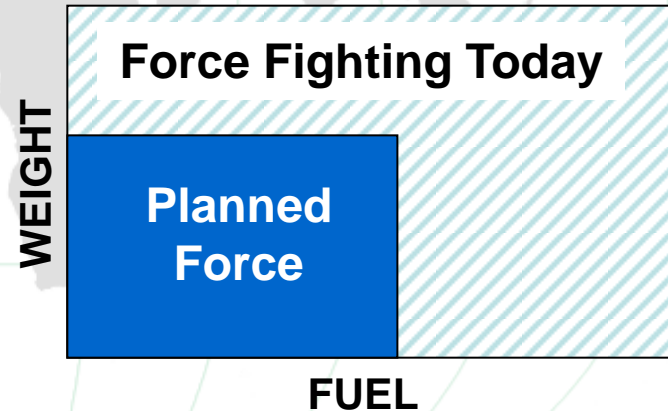 Force Fighting Today
WEIGHT
Planned
Force
FUEL